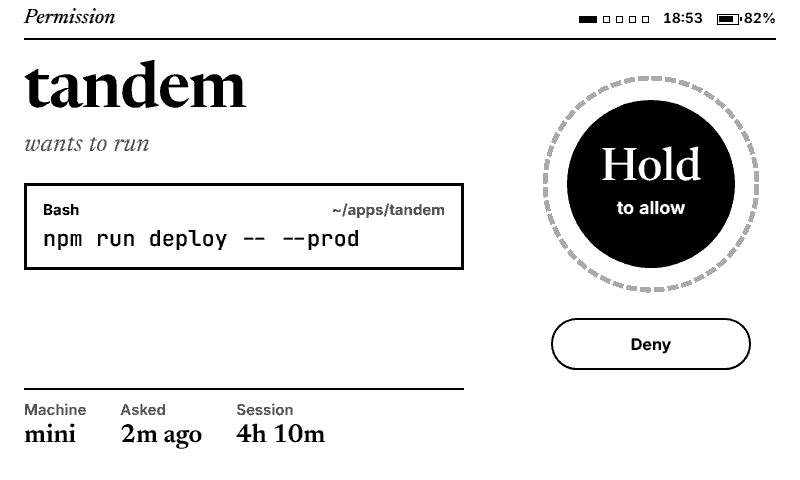 Permission
18:53 82%
tandem
wants to run
Bash ~/apps/tandem
npm run deploy -- --prod
Hold
to allow
Deny
Machine Asked Session
mini 2m ago 4h 10m